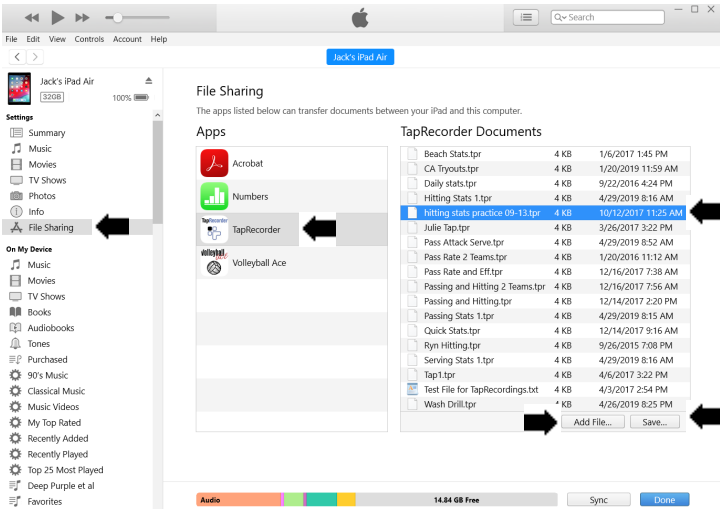 Search
File Edit View Controls Account Help
Jack's iPad Air
Jack's iPad Air
32GB 100%
Settings
Summary
Music
Movies
TV Shows
Photos
Info
File Sharing
On My Device
Music
Movies
TV Shows
Books
Audiobooks
Tones
Purchased
90's Music
Classical Music
Music Videos
My Top Rated
Recently Added
Recently Played
Top 25 Most Played
Deep Purple et al
Favorites
File Sharing
The apps listed below can transfer documents between your iPad and this computer.
Apps
Acrobat
Numbers
TapRecorder
TapRecorder
volleyball ace
Volleyball Ace
TapRecorder Documents
Beach Stats.tpr 4 KB 1/6/2017 1:45 PM
CA Tryouts.tpr 4 KB 1/20/2019 11:59 AM
Daily stats.tpr 4 KB 9/22/2016 4:24 PM
Hitting Stats 1.tpr 4 KB 4/29/2019 8:16 AM
hitting stats practice 09-13.tpr 4 KB 10/12/2017 11:25 AM
Julie Tap.tpr 4 KB 3/26/2017 3:22 PM
Pass Attack Serve.tpr 4 KB 4/29/2019 8:52 AM
Pass Rate 2 Teams.tpr 4 KB 1/20/2016 11:12 AM
Pass Rate and Eff.tpr 4 KB 12/16/2017 7:38 AM
Passing and Hitting 2 Teams.tpr 4 KB 12/16/2017 7:56 AM
Passing and Hitting.tpr 4 KB 12/14/2017 2:20 PM
Passing Stats 1.tpr 4 KB 4/29/2019 8:15 AM
Quick Stats.tpr 4 KB 12/14/2017 9:16 AM
Ryn Hitting.tpr 4 KB 9/26/2015 7:08 PM
Serving Stats 1.tpr 4 KB 4/29/2019 8:16 AM
Tap1.tpr 4 KB 4/6/2017 3:22 PM
Test File for TapRecordings.txt 4 KB 4/3/2017 2:54 PM
Wash Drill.tpr 4 KB 4/26/2019 8:25 PM
Add File... Save...
Audio 14.84 GB Free Sync Done